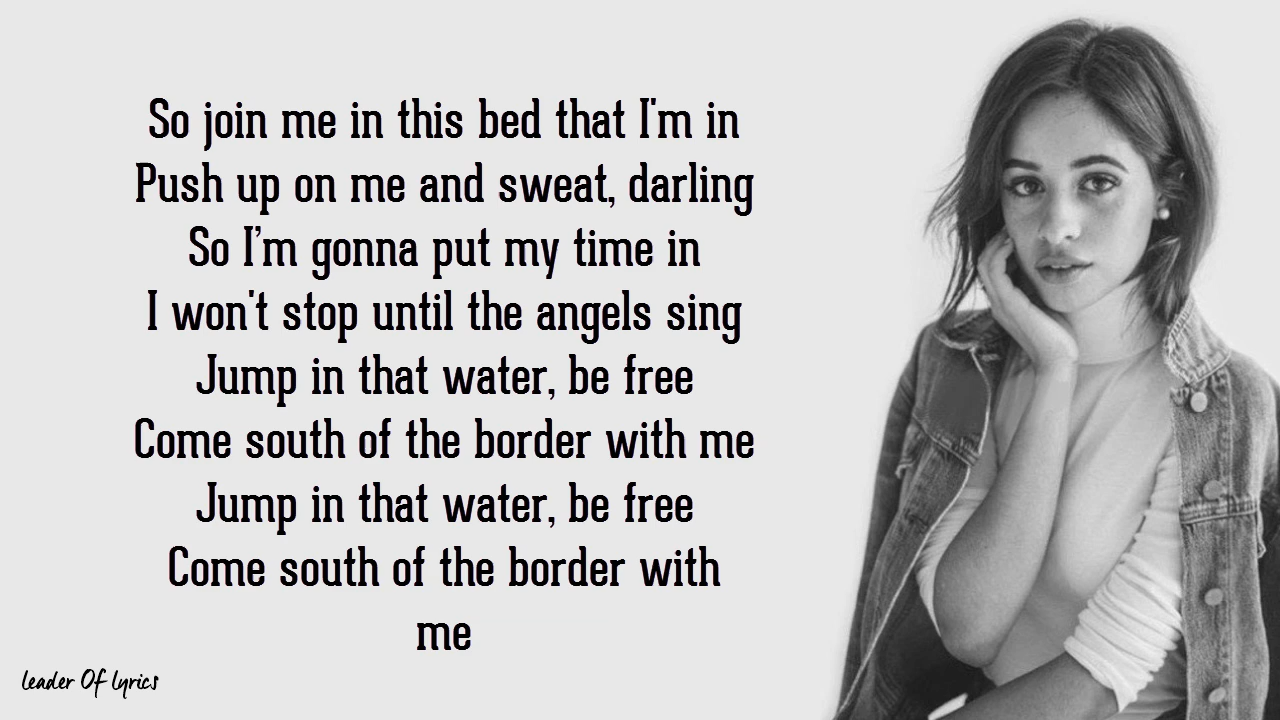 So join me in this bed that I'm in
Push up on me and sweat, darling
So I’m gonna put my time in
I won't stop until the angels sing
Jump in that water, be free
Come south of the border with me
Jump in that water, be free
Come south of the border with
me
Leader Of Lyrics